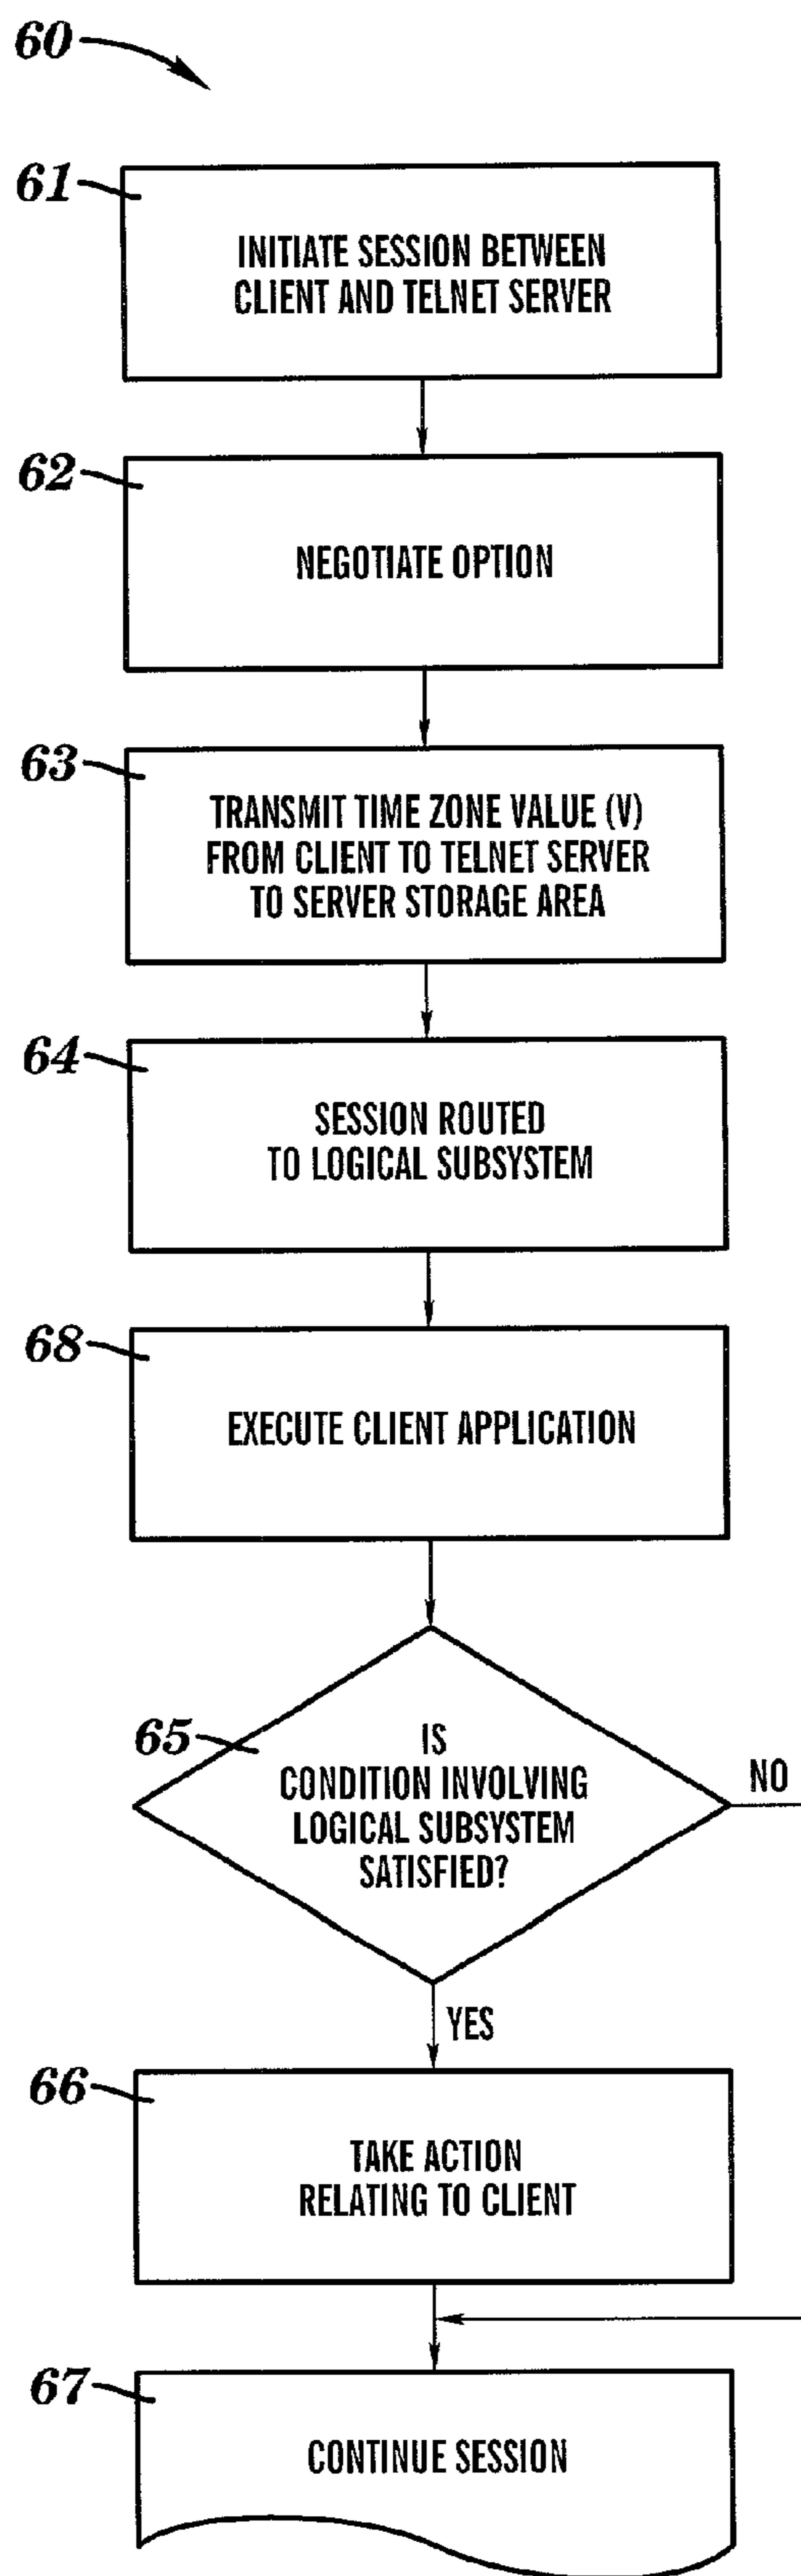 60
61
INITIATE SESSION BETWEEN
CLIENT AND TELNET SERVER
62
NEGOTIATE OPTION
63
TRANSMIT TIME ZONE VALUE (V)
FROM CLIENT TO TELNET SERVER
TO SERVER STORAGE AREA
64
SESSION ROUTED
TO LOGICAL SUBSYSTEM
68
EXECUTE CLIENT APPLICATION
65
IS
CONDITION INVOLVING
LOGICAL SUBSYSTEM
SATISFIED?
NO
YES
66
TAKE ACTION
RELATING TO CLIENT
67
CONTINUE SESSION